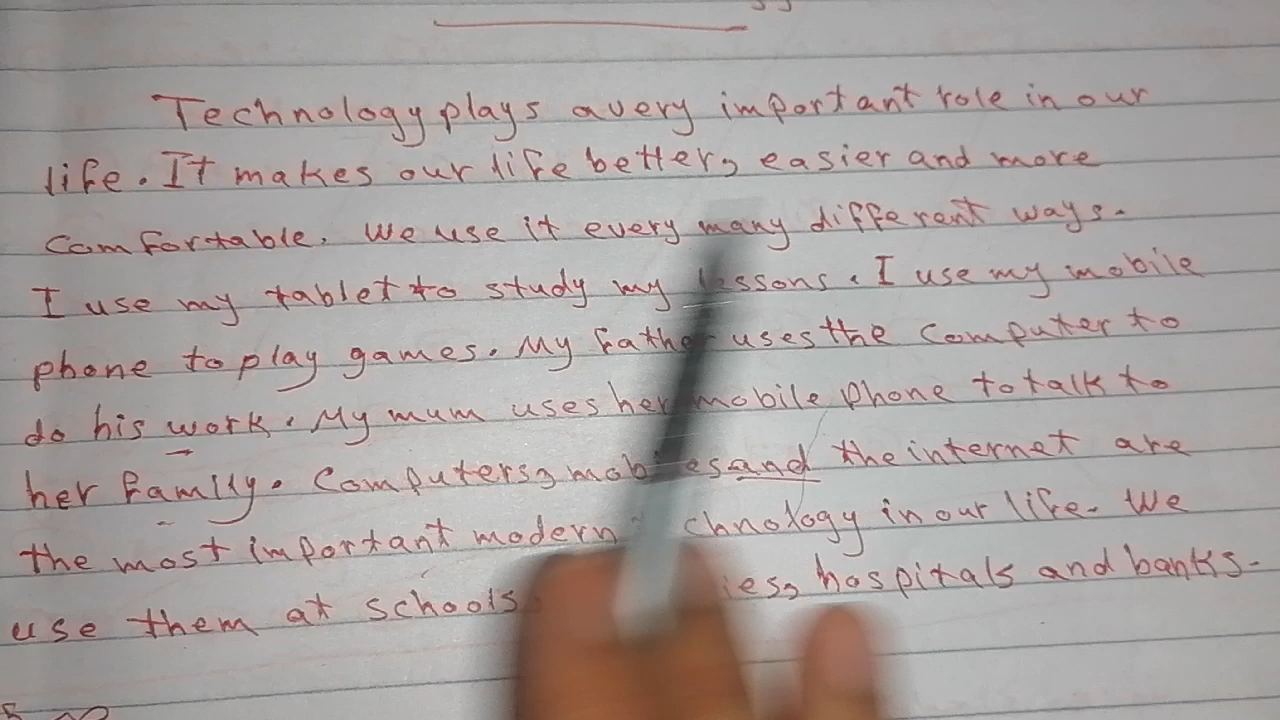 Technology plays a very important role in our
life. It makes our life better, easier and more
comfortable. We use it every many different ways.
I use my tablet to study my lessons. I use my mobile
phone to play games. My father uses the computer to
do his work. My mum uses her mobile phone to talk to
her family. Computers, mobiles and the internet are
the most important modern technology in our life. We
use them at schools, hospitals and banks.